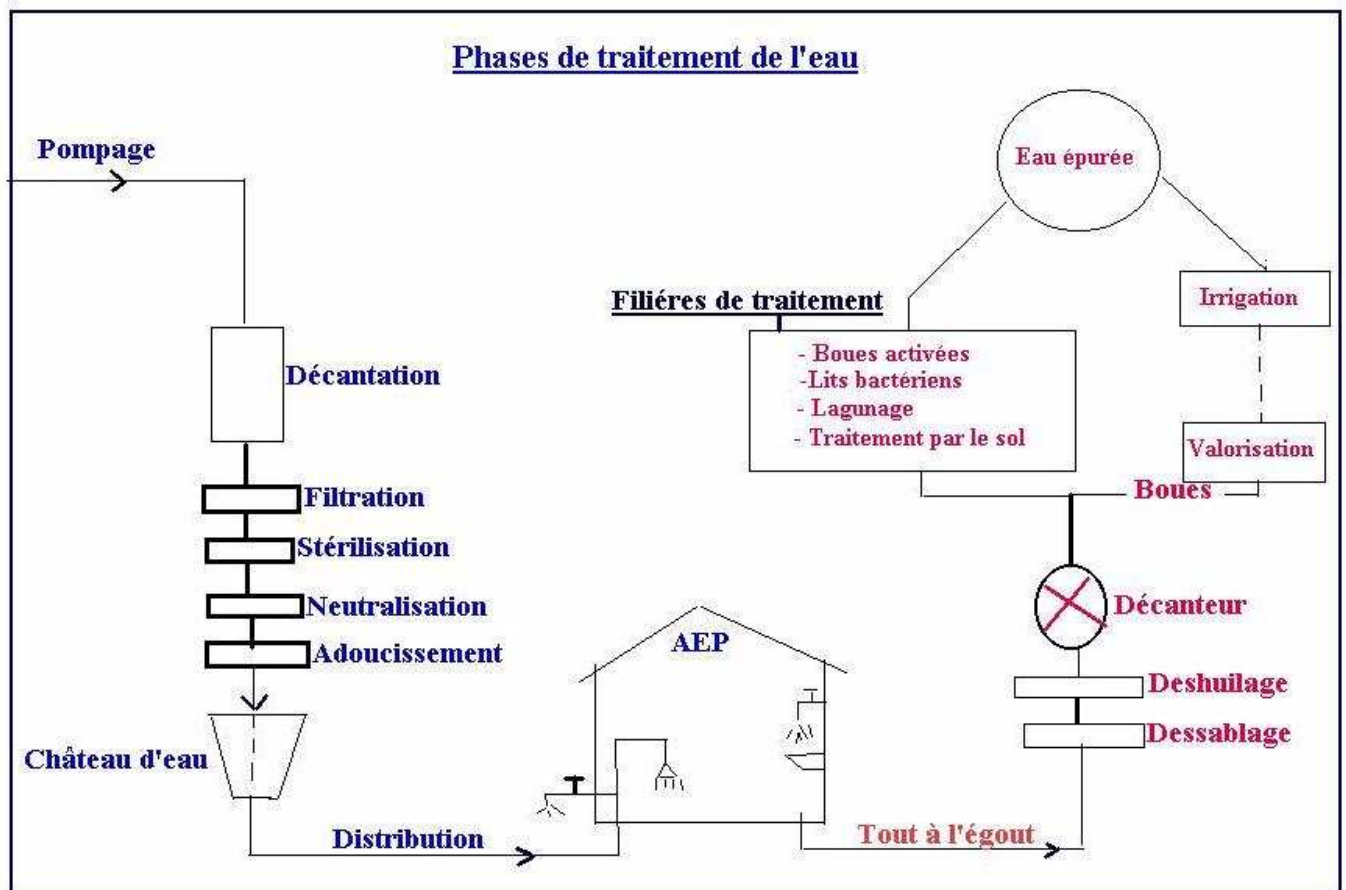 Phases de traitement de l'eau
Pompage
Décantation
Filtration
Stérilisation
Neutralisation
Adoucissement
Château d'eau
Distribution
AEP
Tout à l'égout
Dessablage
Deshuilage
Décanteur
Boues
Filiéres de traitement
- Boues activées
-Lits bactériens
- Lagunage
- Traitement par le sol
Eau épurée
Irrigation
Valorisation